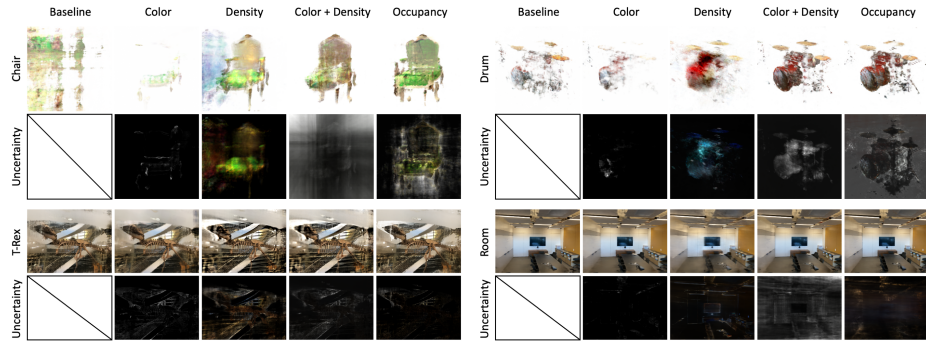 Baseline Color Density Color + Density Occupancy
Chair
Uncertainty
T-Rex
Uncertainty
Baseline Color Density Color + Density Occupancy
Drum
Uncertainty
Room
Uncertainty